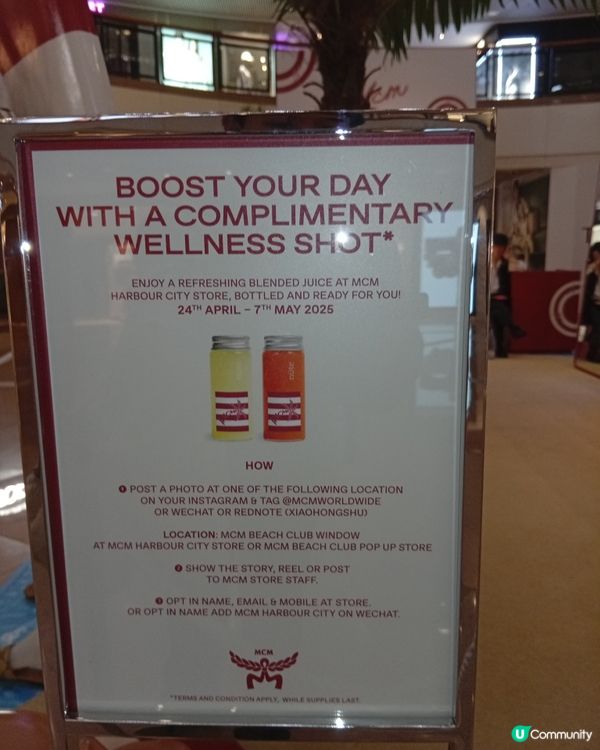 mcm
BOOST YOUR DAY
WITH A COMPLIMENTARY
WELLNESS SHOT*
ENJOY A REFRESHING BLENDED JUICE AT MCM
HARBOUR CITY STORE, BOTTLED AND READY FOR YOU!
24TH APRIL – 7TH MAY 2025
HOW
1 POST A PHOTO AT ONE OF THE FOLLOWING LOCATION
ON YOUR INSTAGRAM & TAG @MCMWORLDWIDE
OR WECHAT OR REDNOTE (XIAOHONGSHU)
LOCATION: MCM BEACH CLUB WINDOW
AT MCM HARBOUR CITY STORE OR MCM BEACH CLUB POP UP STORE
2 SHOW THE STORY, REEL OR POST
TO MCM STORE STAFF.
3 OPT IN NAME, EMAIL & MOBILE AT STORE.
OR OPT IN NAME ADD MCM HARBOUR CITY ON WECHAT.
MCM
*TERMS AND CONDITION APPLY, WHILE SUPPLIES LAST.
U Community